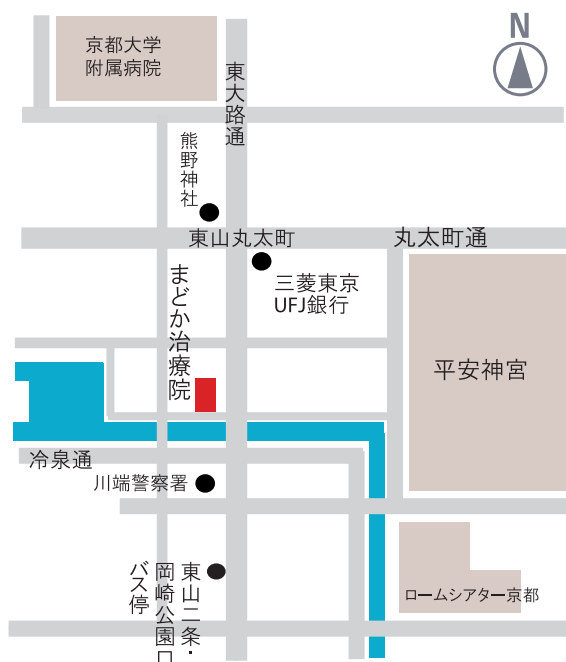 N
京都大学
附属病院
東大路通
熊野神社
東山丸太町
丸太町通
三菱東京
UFJ銀行
まどか治療院
平安神宮
冷泉通
川端警察署
東山二条・
岡崎公園口
バス停
ロームシアター京都